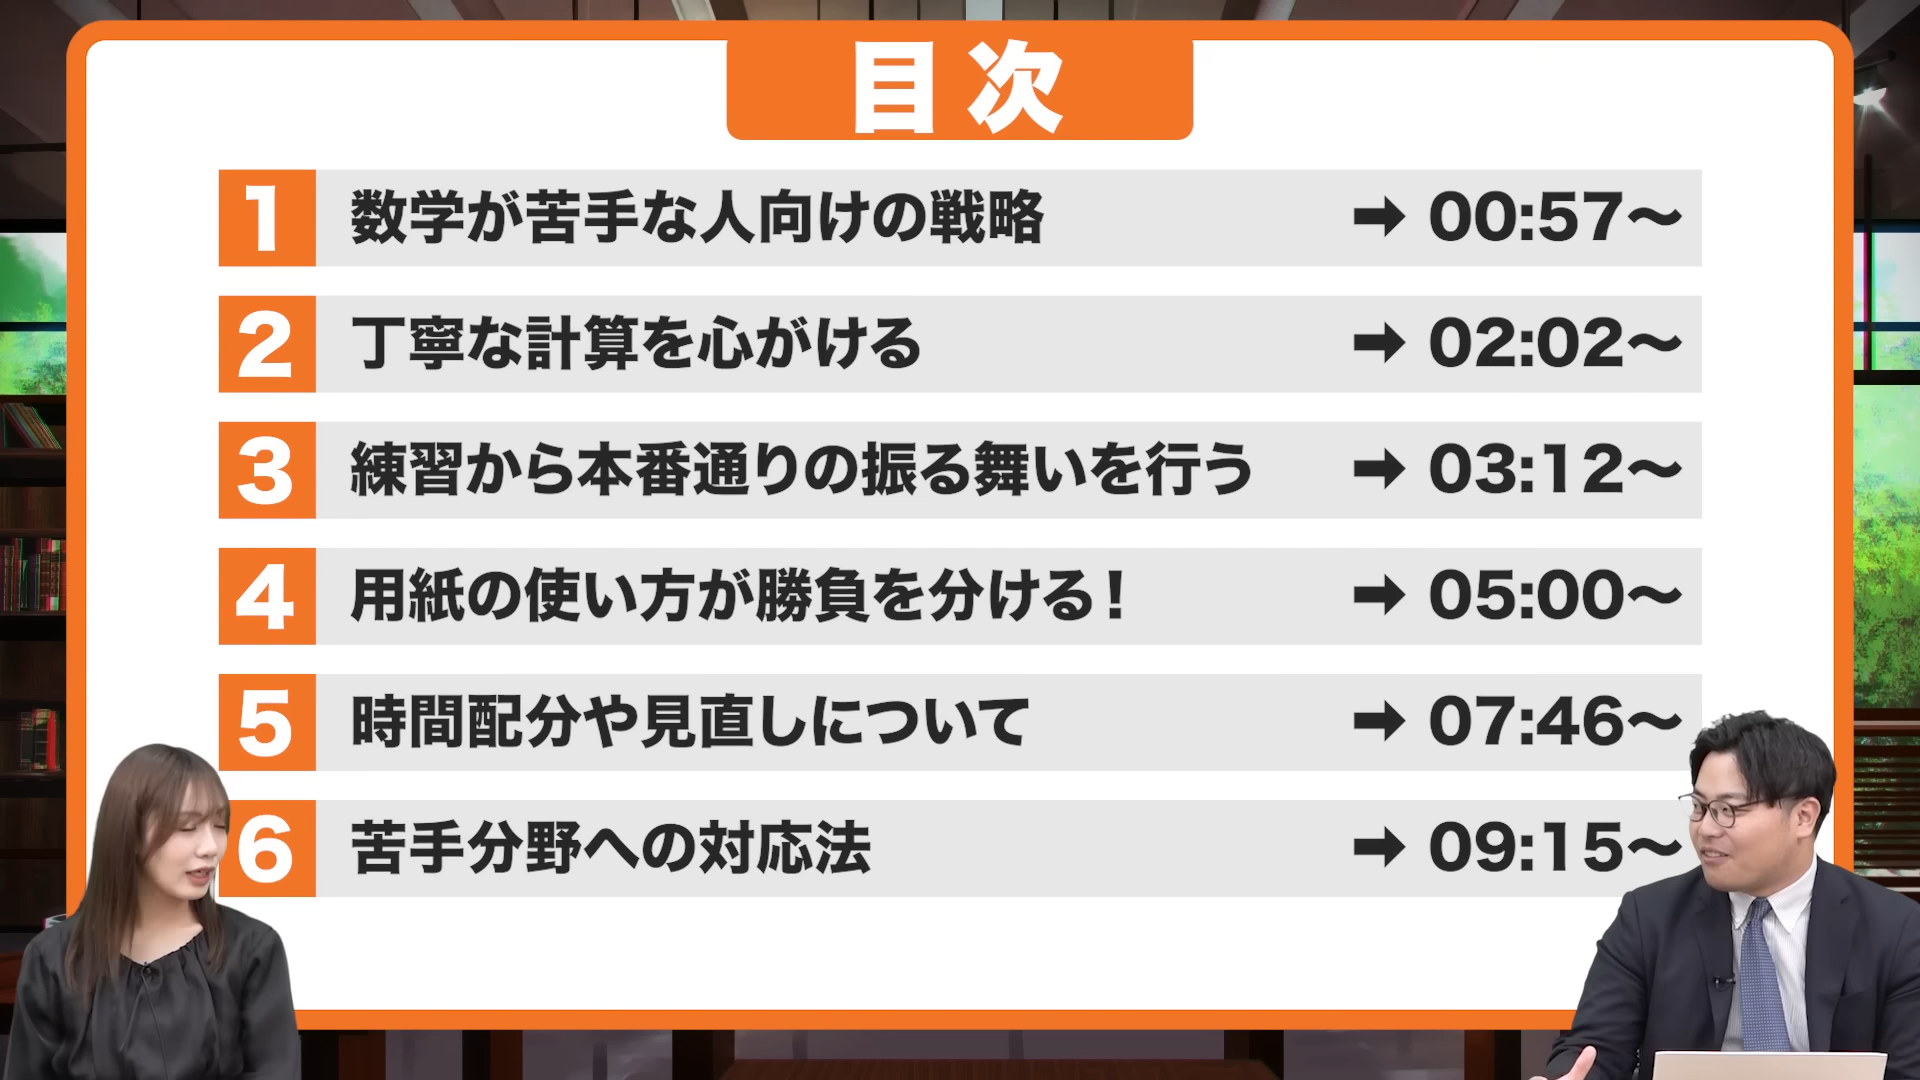 目次
1 数学が苦手な人向けの戦略 ➡ 00:57〜
2 丁寧な計算を心がける ➡ 02:02〜
3 練習から本番通りの振る舞いを行う ➡ 03:12〜
4 用紙の使い方が勝負を分ける！ ➡ 05:00〜
5 時間配分や見直しについて ➡ 07:46〜
6 苦手分野への対応法 ➡ 09:15〜